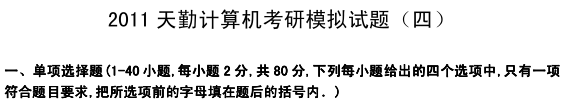 2011 天勤计算机考研模拟试题（四）
一、单项选择题(1-40 小题,每小题 2 分,共 80 分,下列每小题给出的四个选项中,只有一项
符合题目要求,把所选项前的字母填在题后的括号内．)